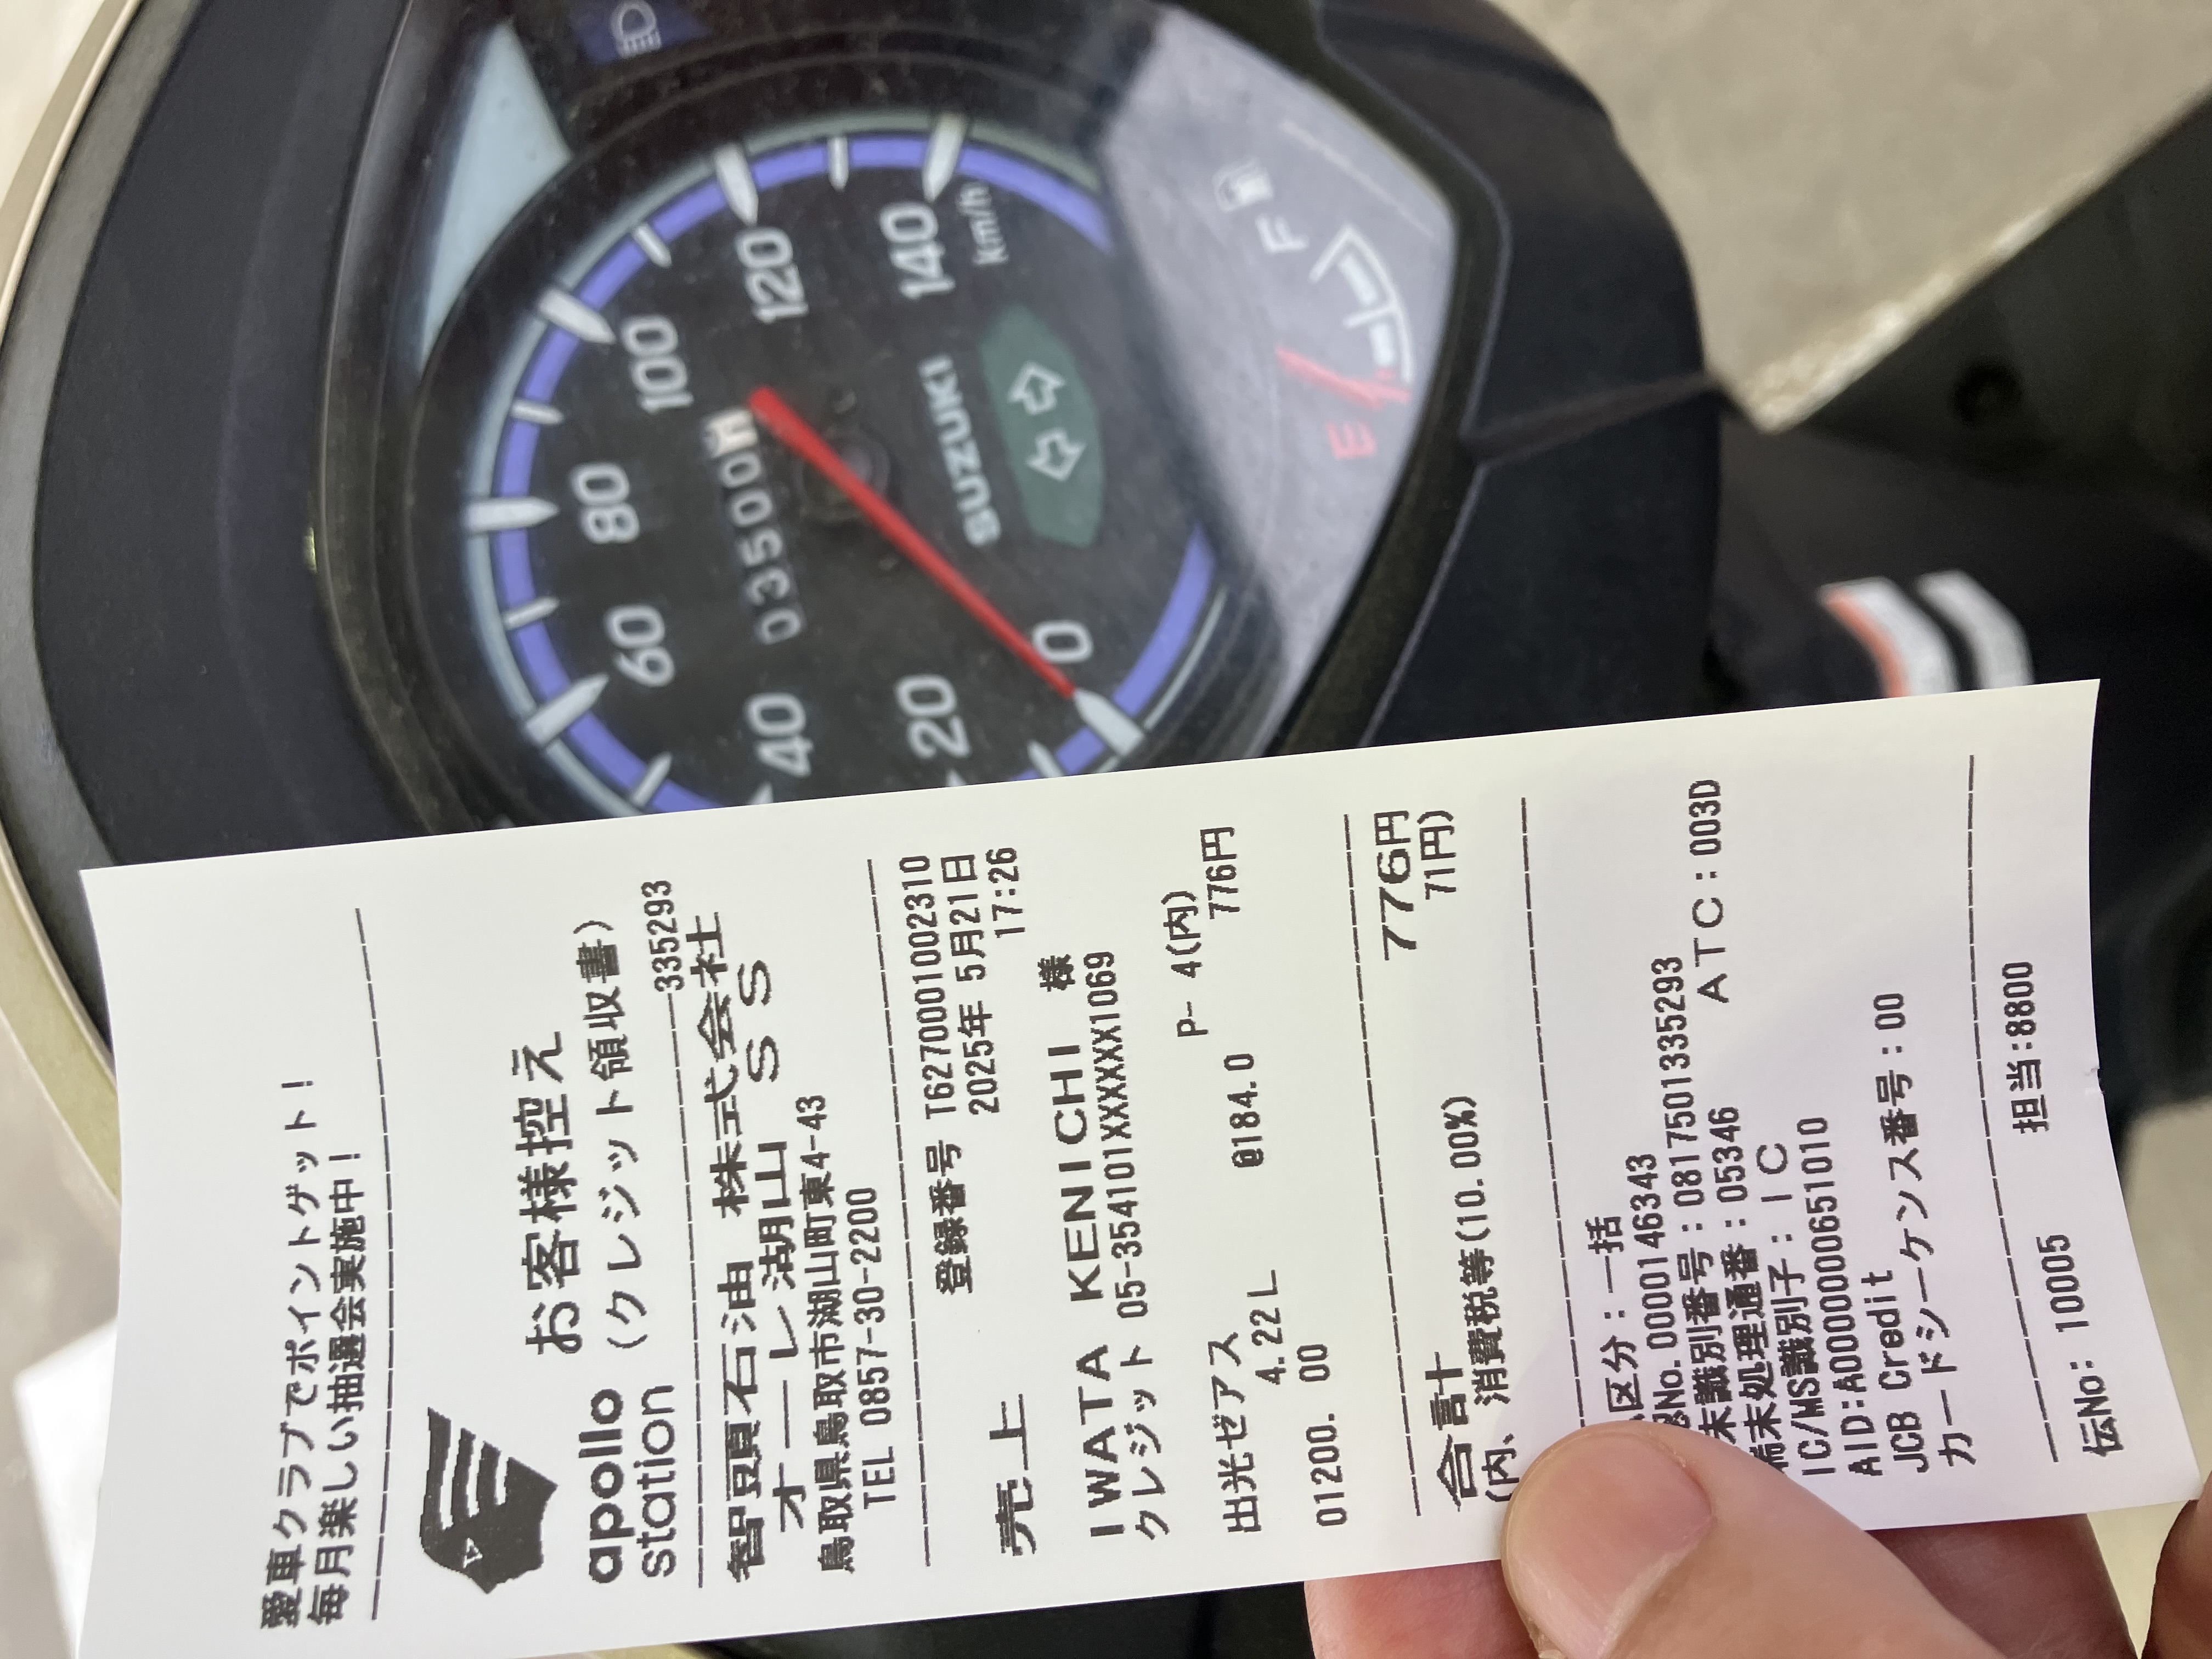 愛車クラブでポイントゲット！
毎月楽しい抽選会実施中！
apollo
station
お客様控え
（クレジット領収書）
335293
智頭石油 株式会社
オーレ湖山 ＳＳ
鳥取県鳥取市湖山町東4-43
TEL 0857-30-2200
登録番号 T6270001002310
2025年 5月21日
売上
17:26
IWATA KENICHI 様
クレジット 05-354101XXXXXX1069
P- 4(内)
出光ゼアス 776円
4.22L @184.0
01200. 00
合計 776円
(内、消費税等(10.00%) 71円)
区分：一括
No.0000146343
末識別番号：0817501335293
端末処理通番：05346 ATC：003D
IC/MS識別子：IC
AID:A0000000651010
JCB Credit
カードシーケンス番号：00
伝No: 10005 担当:8800
0
20
40
60
80
100
120
140
km/h
03500
SUZUKI
E
F